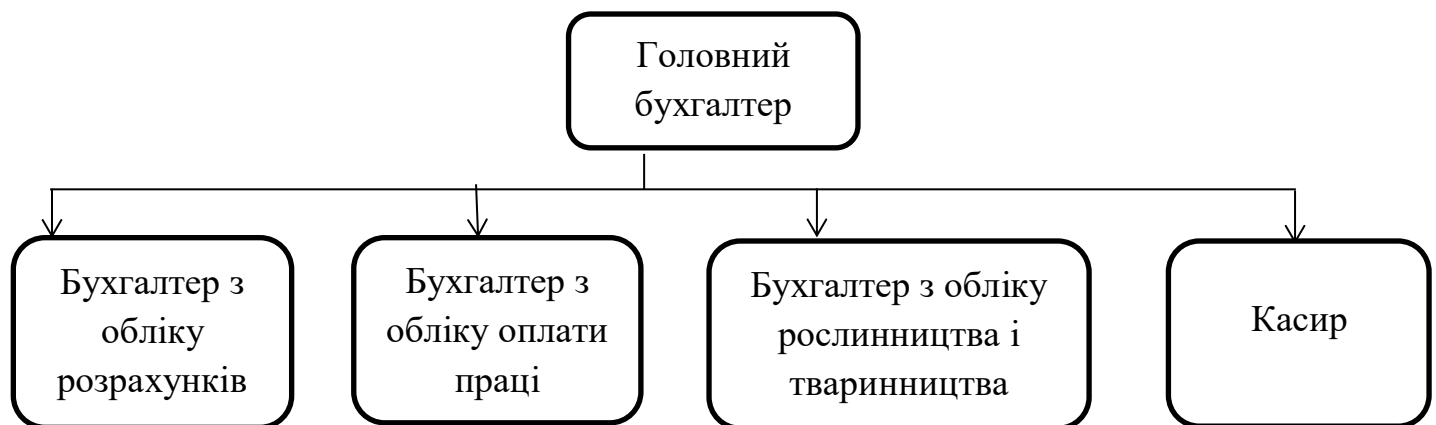 Головний
бухгалтер
Бухгалтер з
обліку
розрахунків
Бухгалтер з
обліку оплати
праці
Бухгалтер з обліку
рослинництва і
тваринництва
Касир